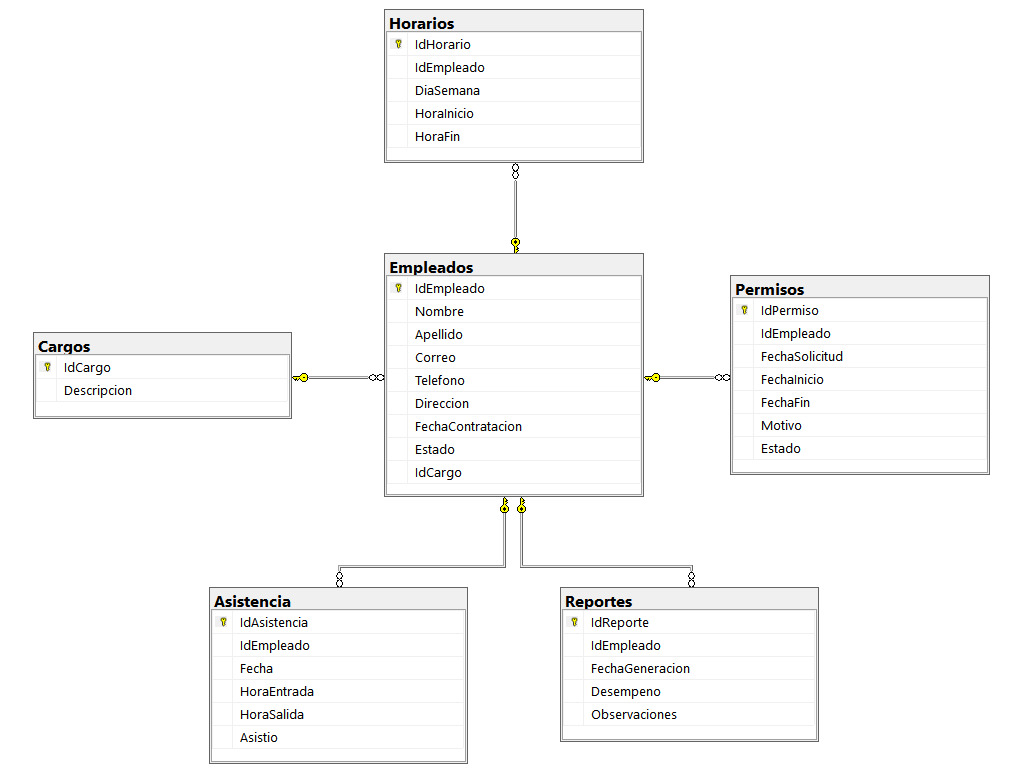 Horarios
IdHorario
IdEmpleado
DiaSemana
HoraInicio
HoraFin
Empleados
IdEmpleado
Nombre
Apellido
Correo
Telefono
Direccion
FechaContratacion
Estado
IdCargo
Permisos
IdPermiso
IdEmpleado
FechaSolicitud
FechaInicio
FechaFin
Motivo
Estado
Cargos
IdCargo
Descripcion
Asistencia
IdAsistencia
IdEmpleado
Fecha
HoraEntrada
HoraSalida
Asistio
Reportes
IdReporte
IdEmpleado
FechaGeneracion
Desempeno
Observaciones